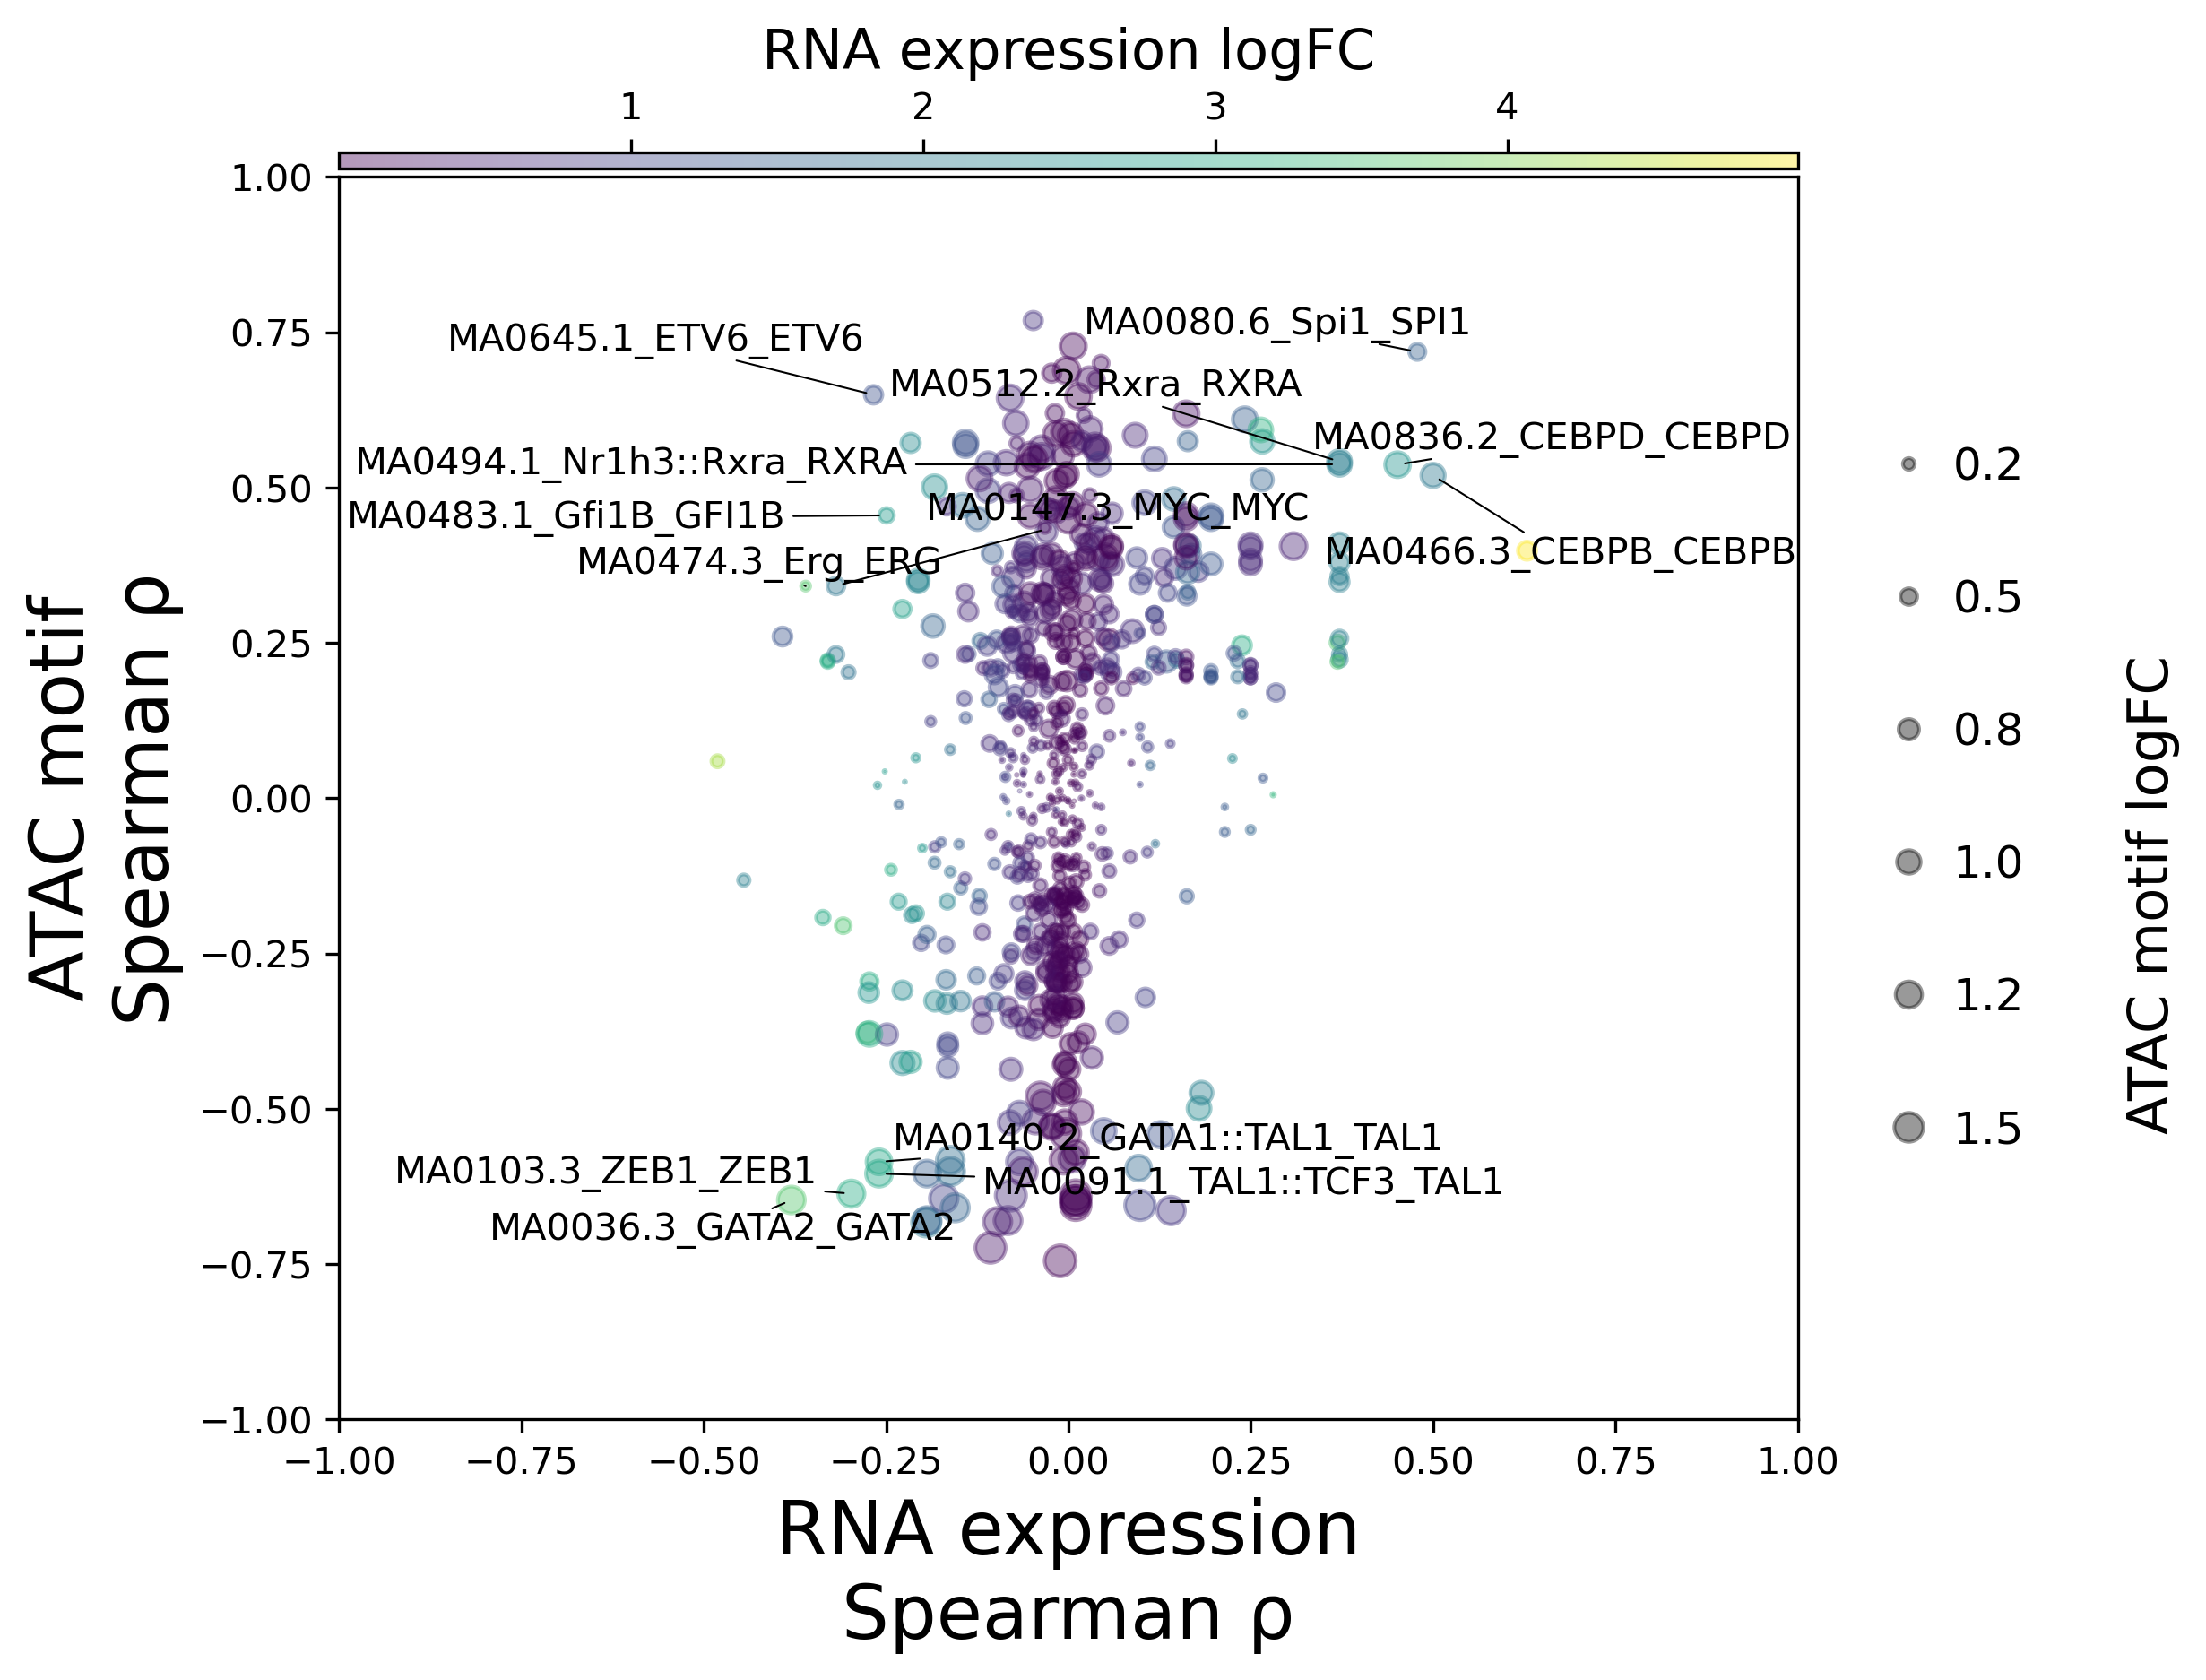 RNA expression logFC
1 2 3 4
1.00
0.75
0.50
0.25
0.00
−0.25
−0.50
−0.75
−1.00
ATAC motif
Spearman ρ
MA0645.1_ETV6_ETV6
MA0080.6_Spi1_SPI1
MA0512.2_Rxra_RXRA
MA0836.2_CEBPD_CEBPD
MA0494.1_Nr1h3::Rxra_RXRA
MA0483.1_Gfi1B_GFI1B
MA0147.3_MYC_MYC
MA0474.3_Erg_ERG
MA0466.3_CEBPB_CEBPB
MA0140.2_GATA1::TAL1_TAL1
MA0103.3_ZEB1_ZEB1
MA0091.1_TAL1::TCF3_TAL1
MA0036.3_GATA2_GATA2
−1.00 −0.75 −0.50 −0.25 0.00 0.25 0.50 0.75 1.00
RNA expression
Spearman ρ
0.2
0.5
0.8
1.0
1.2
1.5
ATAC motif logFC